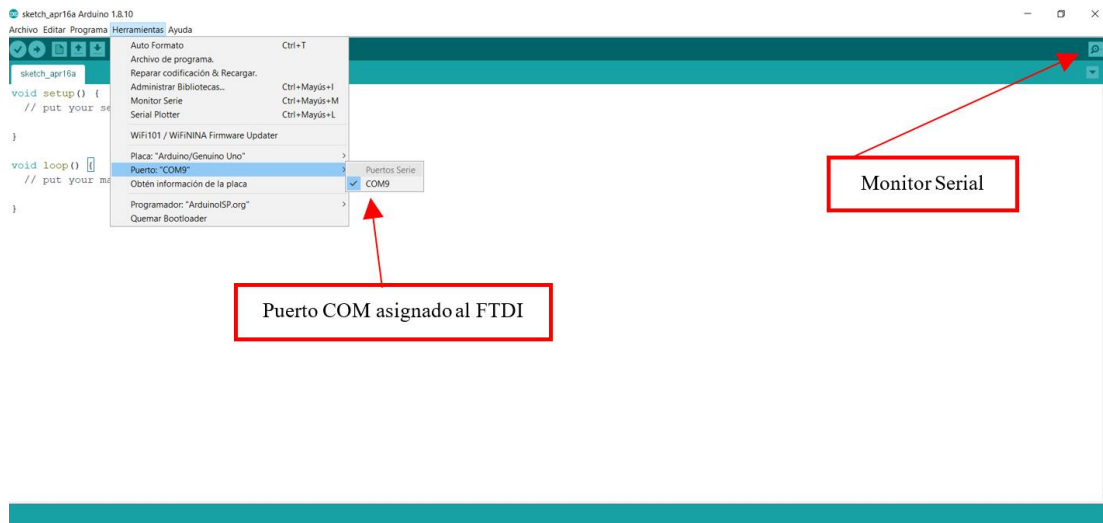 sketch_apr16a Arduino 1.8.10
Archivo Editar Programa Herramientas Ayuda
sketch_apr16a
Auto Formato Ctrl+T
Archivo de programa.
Reparar codificación & Recargar.
Administrar Bibliotecas... Ctrl+Mayús+I
Monitor Serie Ctrl+Mayús+M
Serial Plotter Ctrl+Mayús+L
WiFi101 / WiFiNINA Firmware Updater
Placa: "Arduino/Genuino Uno"
Puerto: "COM9"
Obtén información de la placa
Programador: "ArduinoISP.org"
Quemar Bootloader
Puertos Serie
COM9
void setup() {
// put your se
}
void loop() {
// put your ma
}
Monitor Serial
Puerto COM asignado al FTDI